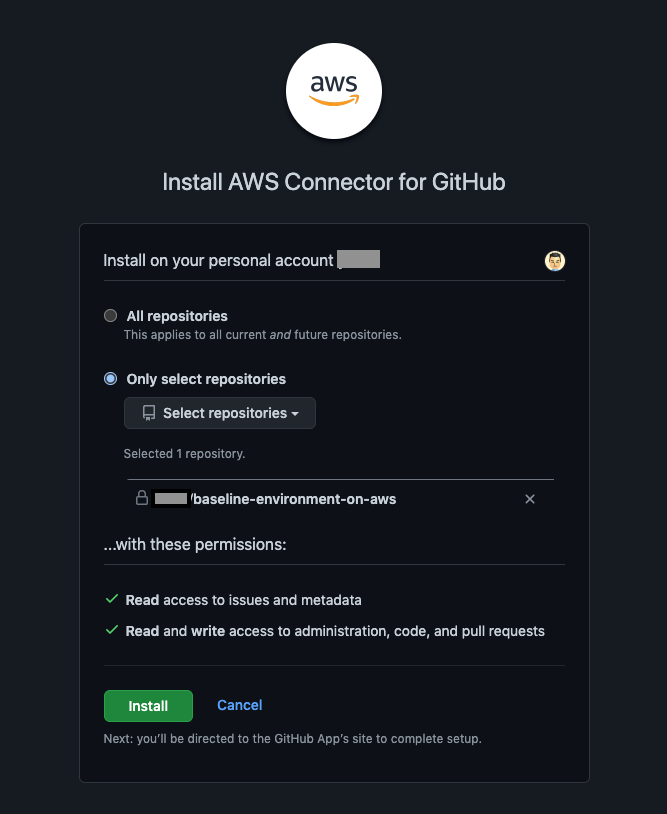 aws
Install AWS Connector for GitHub
Install on your personal account
All repositories
This applies to all current and future repositories.
Only select repositories
Select repositories
Selected 1 repository.
/baseline-environment-on-aws
...with these permissions:
Read access to issues and metadata
Read and write access to administration, code, and pull requests
Install Cancel
Next: you'll be directed to the GitHub App's site to complete setup.